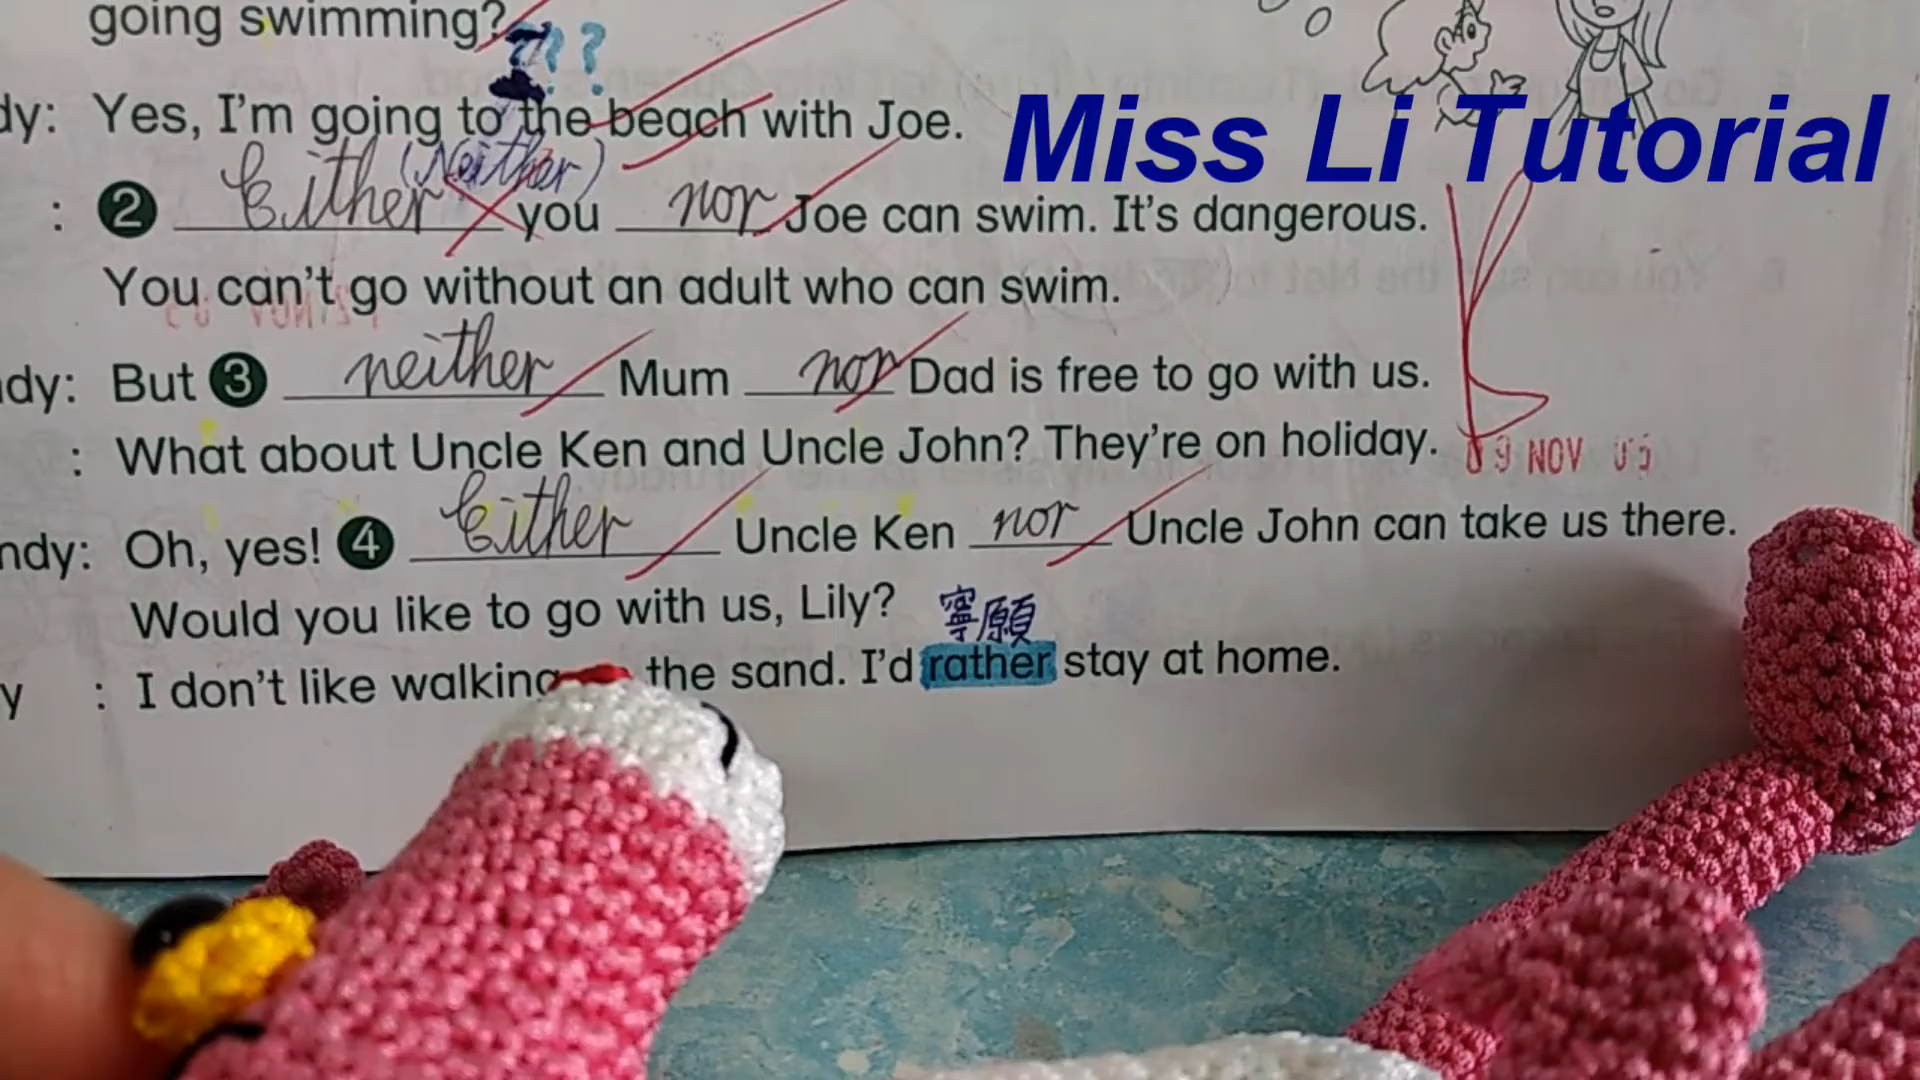 going swimming?
???
dy: Yes, I'm going to the beach with Joe.
Miss Li Tutorial
(Neither)
: 2 Either you nor Joe can swim. It's dangerous.
You can't go without an adult who can swim.
ndy: But 3 neither Mum nor Dad is free to go with us.
: What about Uncle Ken and Uncle John? They're on holiday.
09 NOV 05
ndy: Oh, yes! 4 Either Uncle Ken nor Uncle John can take us there.
Would you like to go with us, Lily?
寧願
y : I don't like walking the sand. I'd rather stay at home.